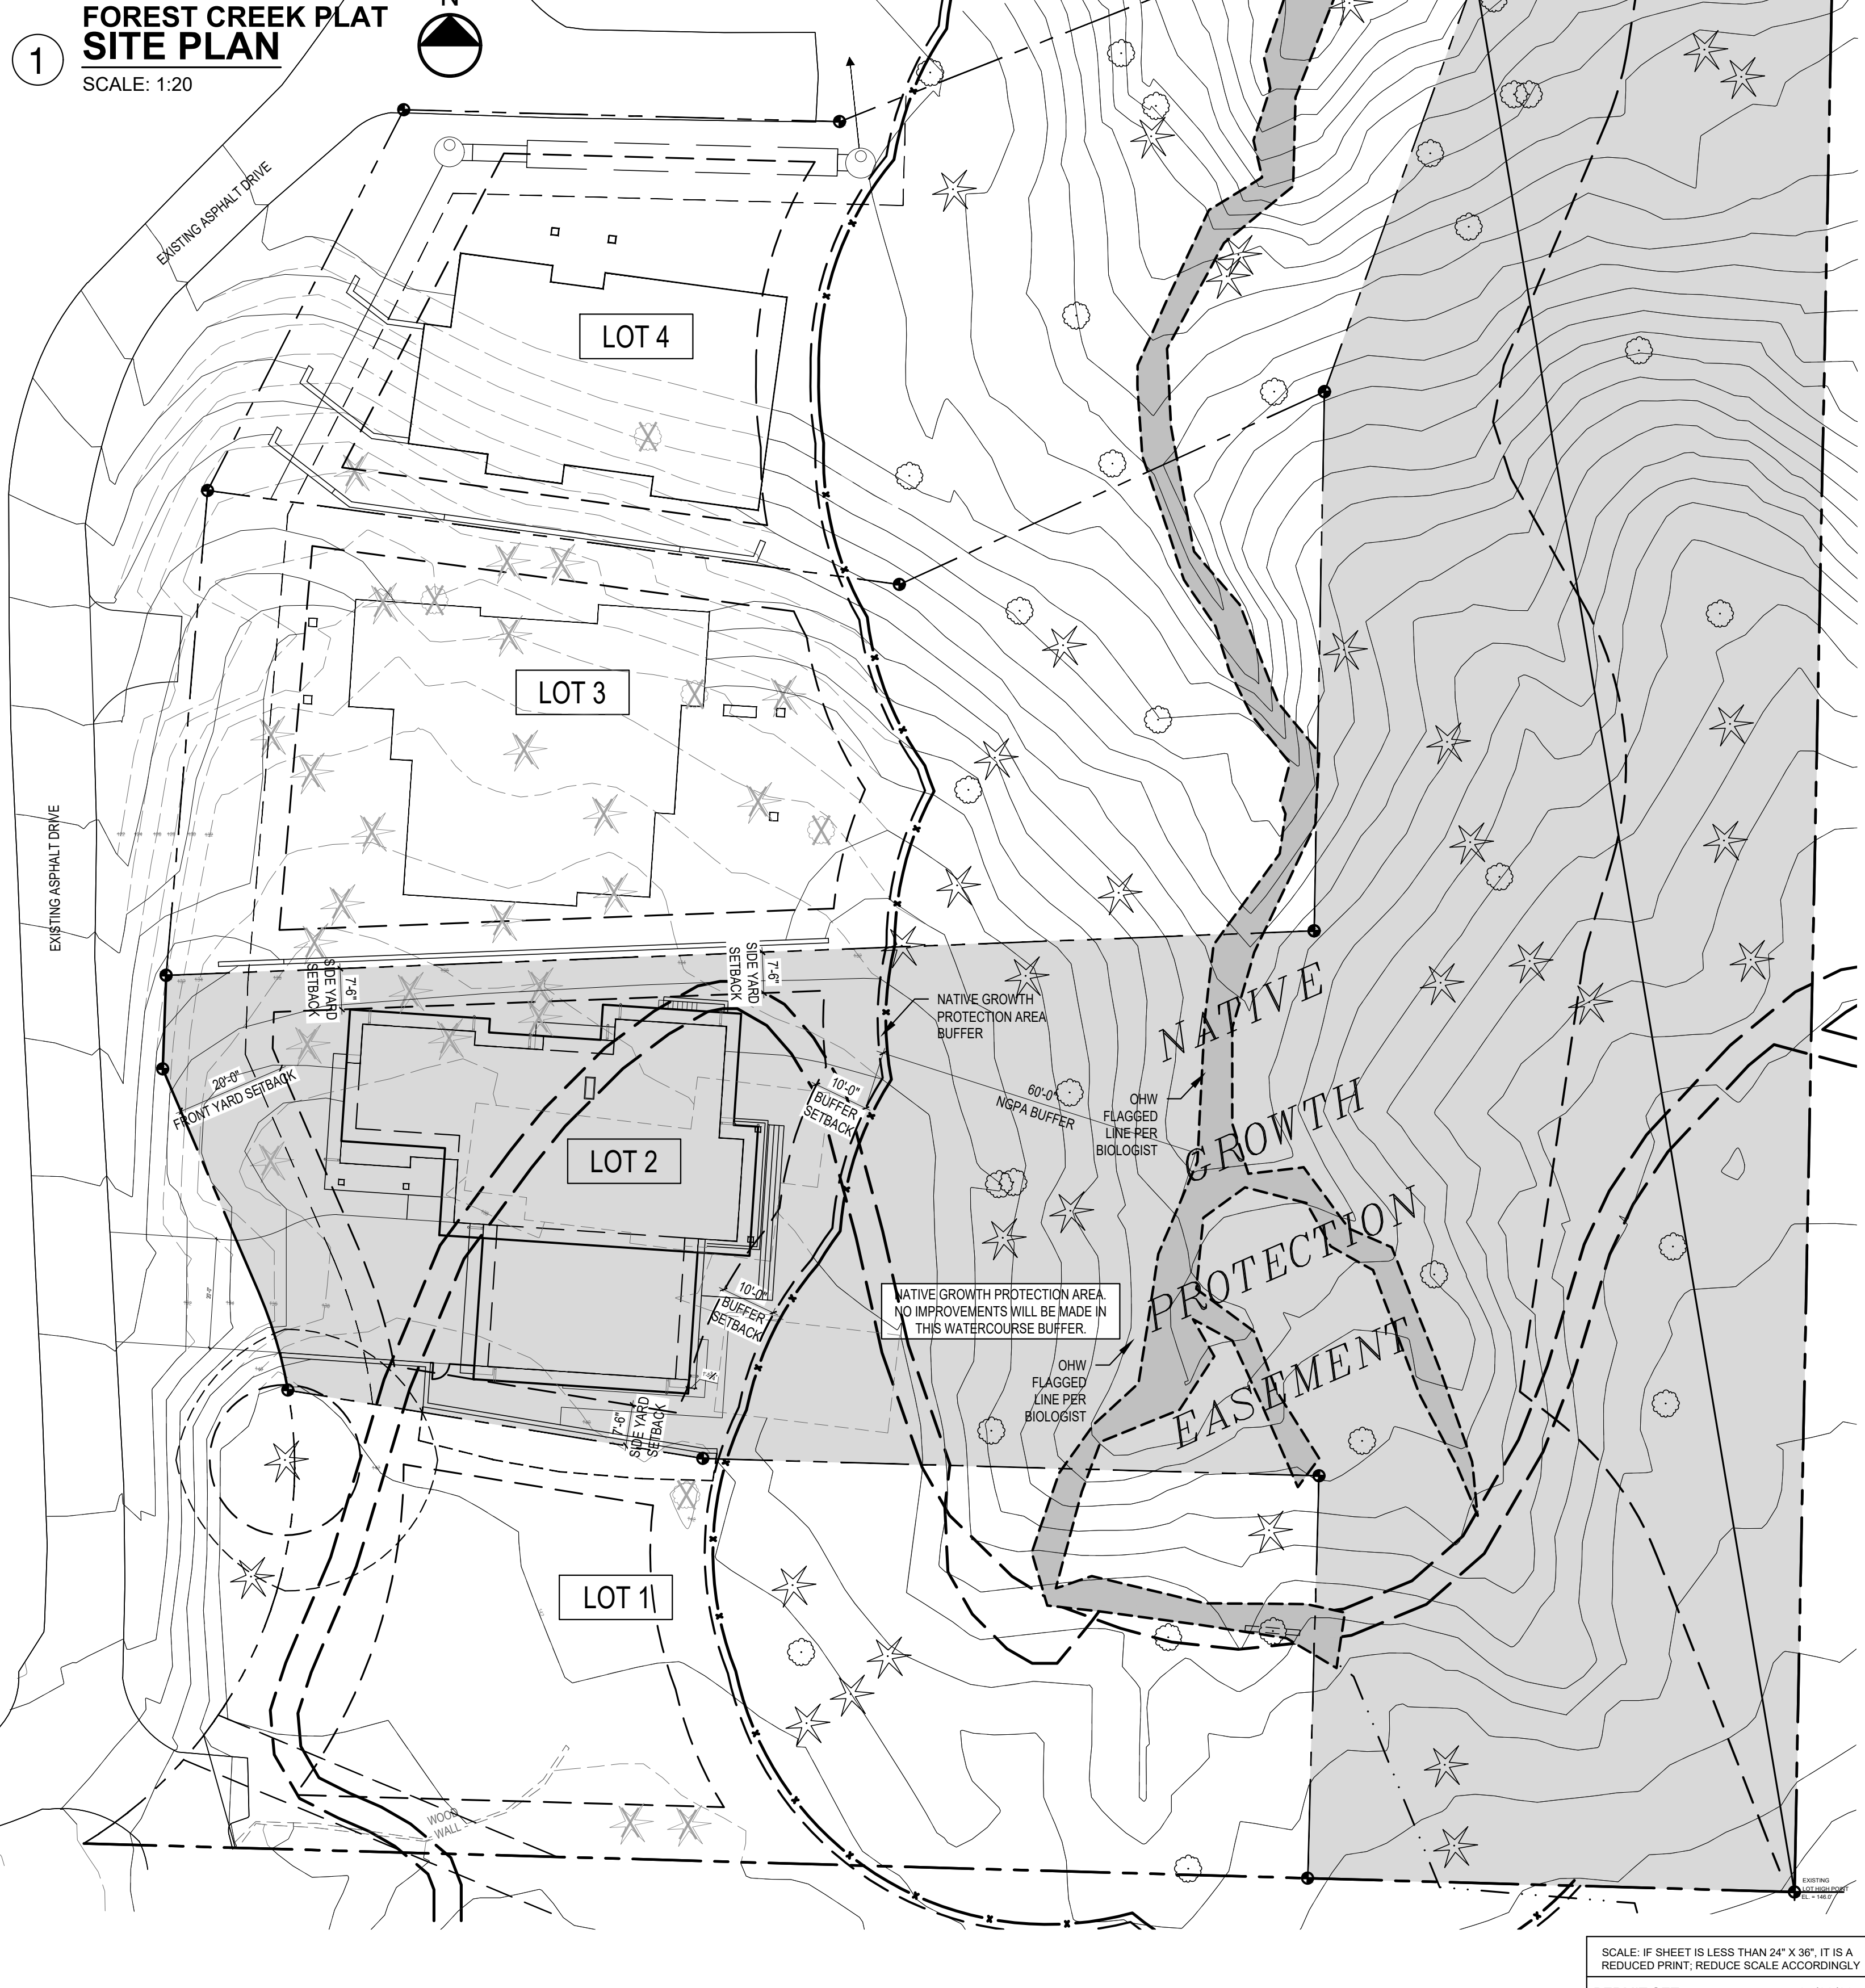 N
FOREST CREEK PLAT
1
SITE PLAN
SCALE: 1:20
EXISTING ASPHALT DRIVE
LOT 4
LOT 3
EXISTING ASPHALT DRIVE
SIDE YARD
SETBACK
7'-6"
SIDE YARD
SETBACK
7'-6"
NATIVE GROWTH
PROTECTION AREA
BUFFER
20'-0"
FRONT YARD SETBACK
10'-0"
BUFFER
SETBACK
60'-0"
NGPA BUFFER
OHW
FLAGGED
LINE PER
BIOLOGIST
NATIVE
GROWTH
PROTECTION
EASEMENT
LOT 2
10'-0"
BUFFER
SETBACK
NATIVE GROWTH PROTECTION AREA.
NO IMPROVEMENTS WILL BE MADE IN
THIS WATERCOURSE BUFFER.
OHW
FLAGGED
LINE PER
BIOLOGIST
7'-6"
SIDE YARD
SETBACK
LOT 1
WOOD
WALL
EXISTING
LOT HIGH POINT
EL. = 146.0'
SCALE: IF SHEET IS LESS THAN 24" X 36", IT IS A
REDUCED PRINT; REDUCE SCALE ACCORDINGLY